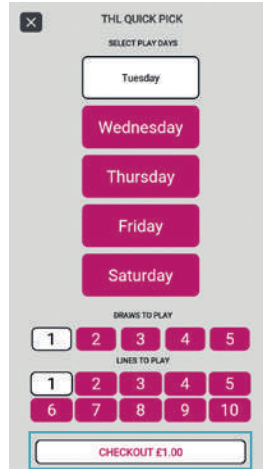 THL QUICK PICK
SELECT PLAY DAYS
Tuesday
Wednesday
Thursday
Friday
Saturday
DRAWS TO PLAY
1 2 3 4 5
LINES TO PLAY
1 2 3 4 5
6 7 8 9 10
CHECKOUT £1.00